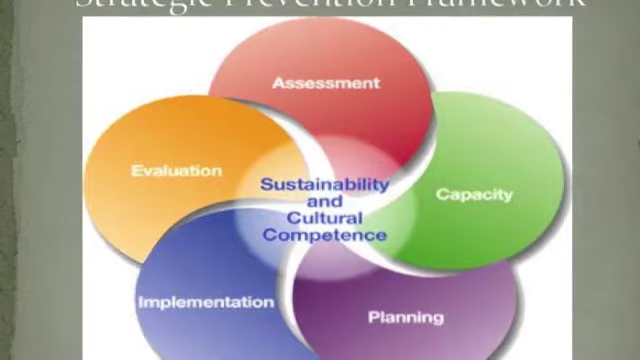 Strategic Prevention Framework
Assessment
Evaluation
Capacity
Sustainability
and
Cultural
Competence
Implementation
Planning